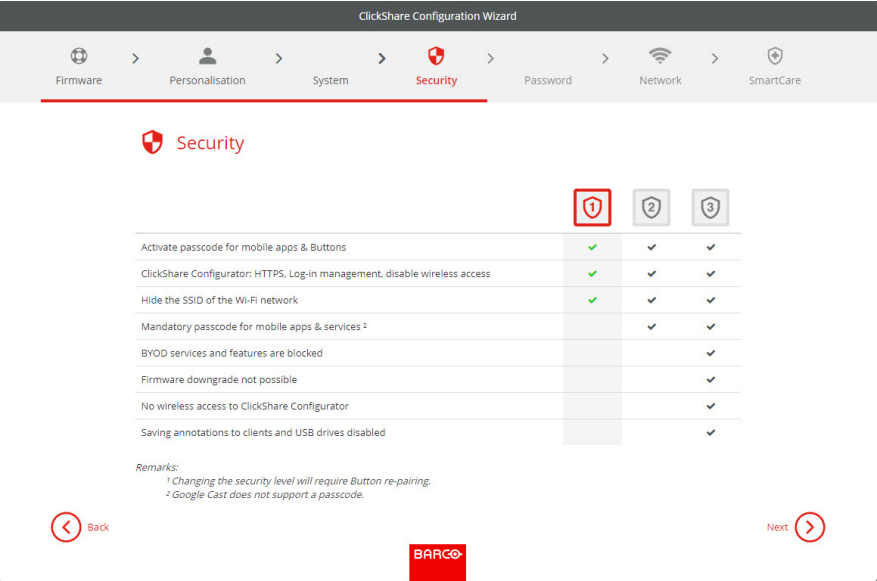 ClickShare Configuration Wizard
Firmware
Personalisation
System
Security
Password
Network
SmartCare
Security
1
2
3
Activate passcode for mobile apps & Buttons
ClickShare Configurator: HTTPS, Log-in management, disable wireless access
Hide the SSID of the Wi-Fi network
Mandatory passcode for mobile apps & services ²
BYOD services and features are blocked
Firmware downgrade not possible
No wireless access to ClickShare Configurator
Saving annotations to clients and USB drives disabled
Remarks:
¹ Changing the security level will require Button re-pairing.
² Google Cast does not support a passcode.
Back
Next
BARCO